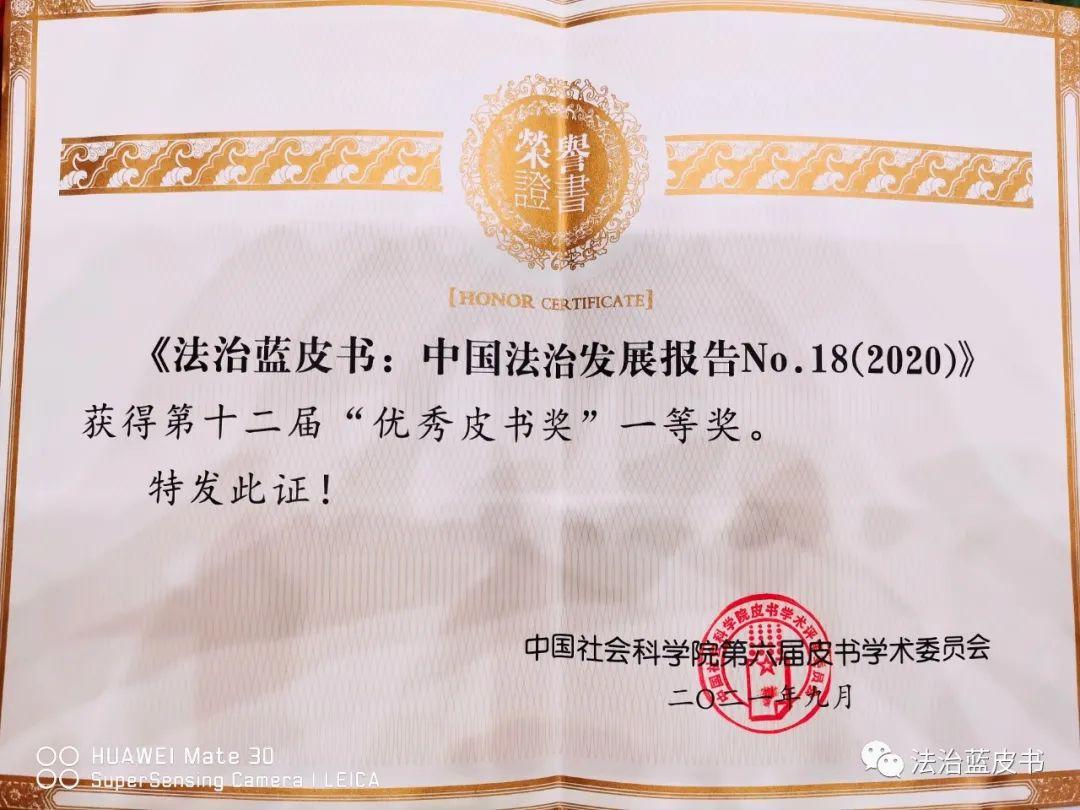 榮譽
證書
[HONOR CERTIFICATE]
《法治蓝皮书：中国法治发展报告No.18(2020)》
获得第十二届“优秀皮书奖”一等奖。
特发此证！
中国社会科学院第六届皮书学术委员会
二〇二一年九月
HUAWEI Mate 30
SuperSensing Camera | LEICA
法治蓝皮书